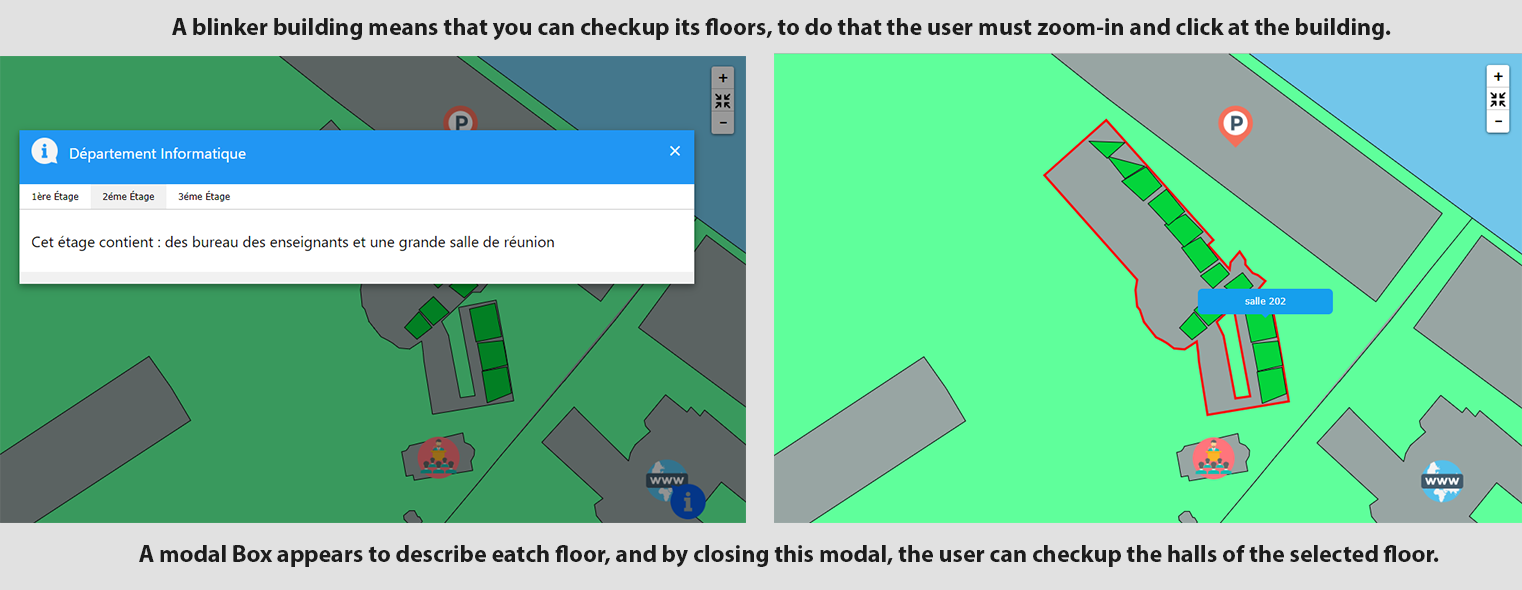 A blinker building means that you can checkup its floors, to do that the user must zoom-in and click at the building.
+
-
P
i
Département Informatique
×
1ère Étage 2éme Étage 3éme Étage
Cet étage contient : des bureau des enseignants et une grande salle de réunion
www
i
+
-
P
salle 202
www
A modal Box appears to describe eatch floor, and by closing this modal, the user can checkup the halls of the selected floor.